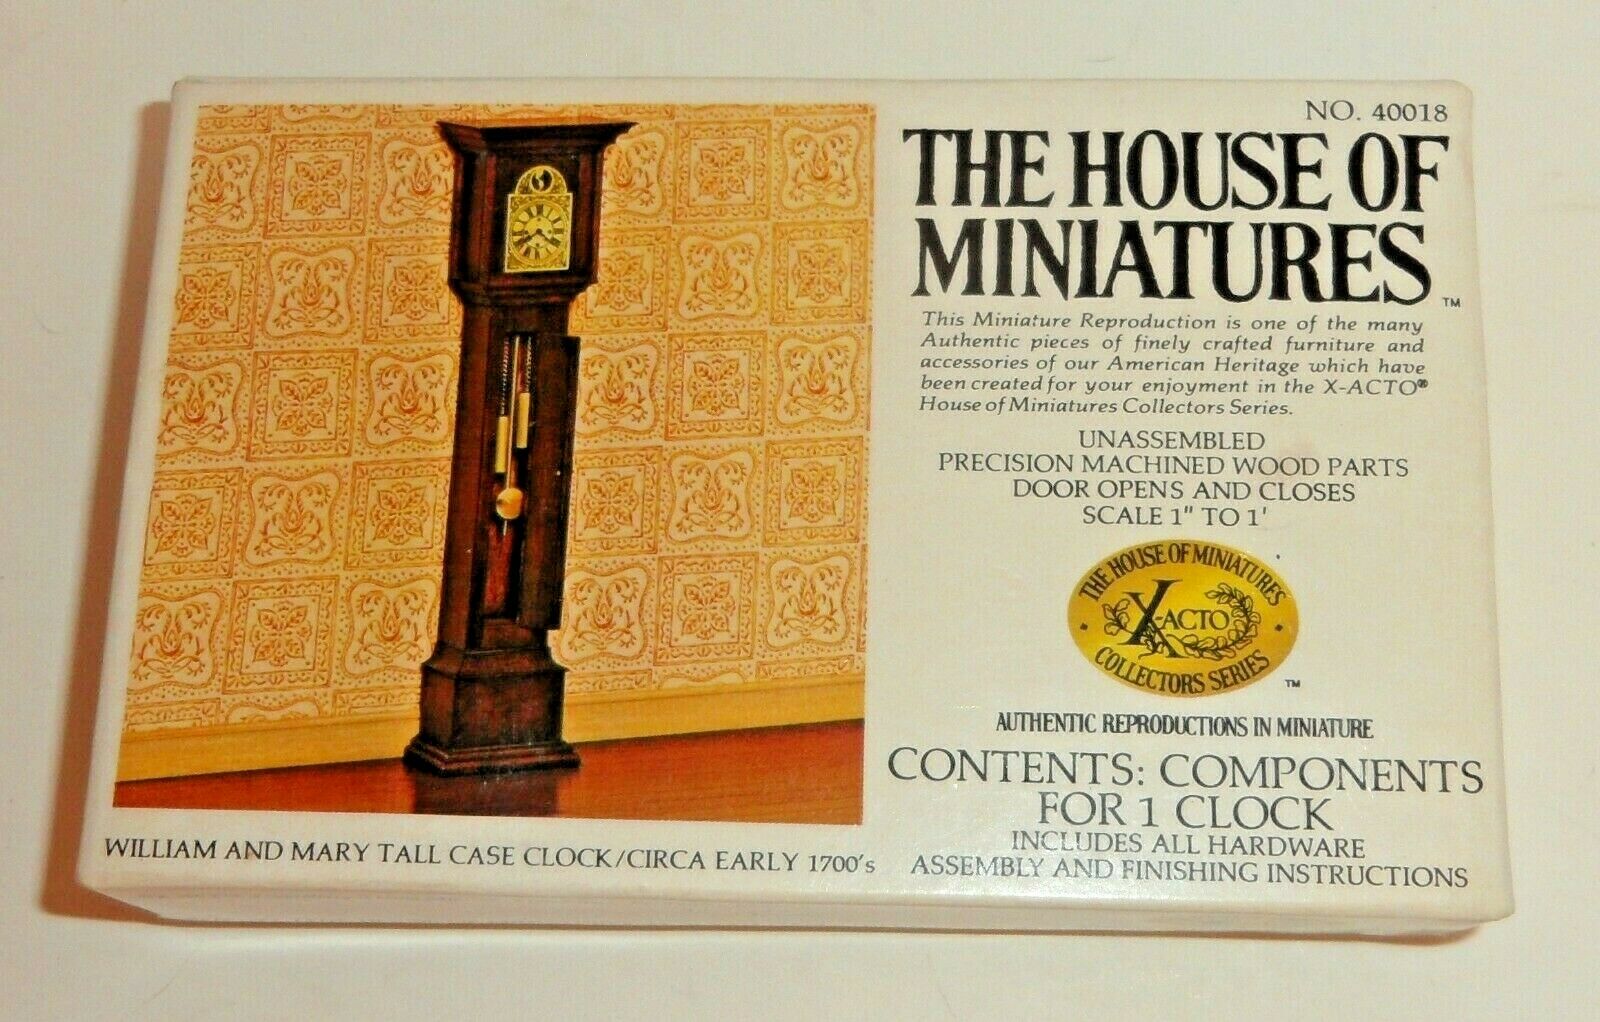 NO. 40018
THE HOUSE OF
MINIATURES™
This Miniature Reproduction is one of the many
Authentic pieces of finely crafted furniture and
accessories of our American Heritage which have
been created for your enjoyment in the X-ACTO®
House of Miniatures Collectors Series.
UNASSEMBLED
PRECISION MACHINED WOOD PARTS
DOOR OPENS AND CLOSES
SCALE 1" TO 1'
THE HOUSE OF MINIATURES
X-ACTO
COLLECTORS SERIES
™
AUTHENTIC REPRODUCTIONS IN MINIATURE
CONTENTS: COMPONENTS
FOR 1 CLOCK
INCLUDES ALL HARDWARE
ASSEMBLY AND FINISHING INSTRUCTIONS
WILLIAM AND MARY TALL CASE CLOCK/CIRCA EARLY 1700's